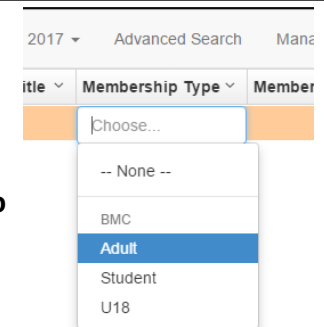 2017 Advanced Search Mana
itle Membership Type Member
Choose...
-- None --
BMC
Adult
Student
U18